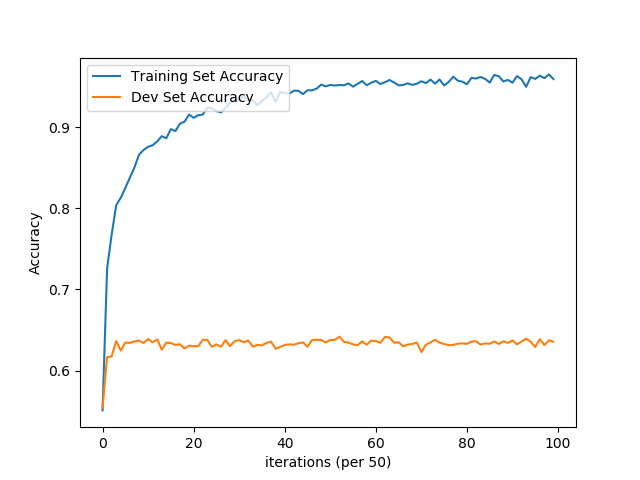 Training Set Accuracy
Dev Set Accuracy
Accuracy
0.9
0.8
0.7
0.6
0 20 40 60 80 100
iterations (per 50)